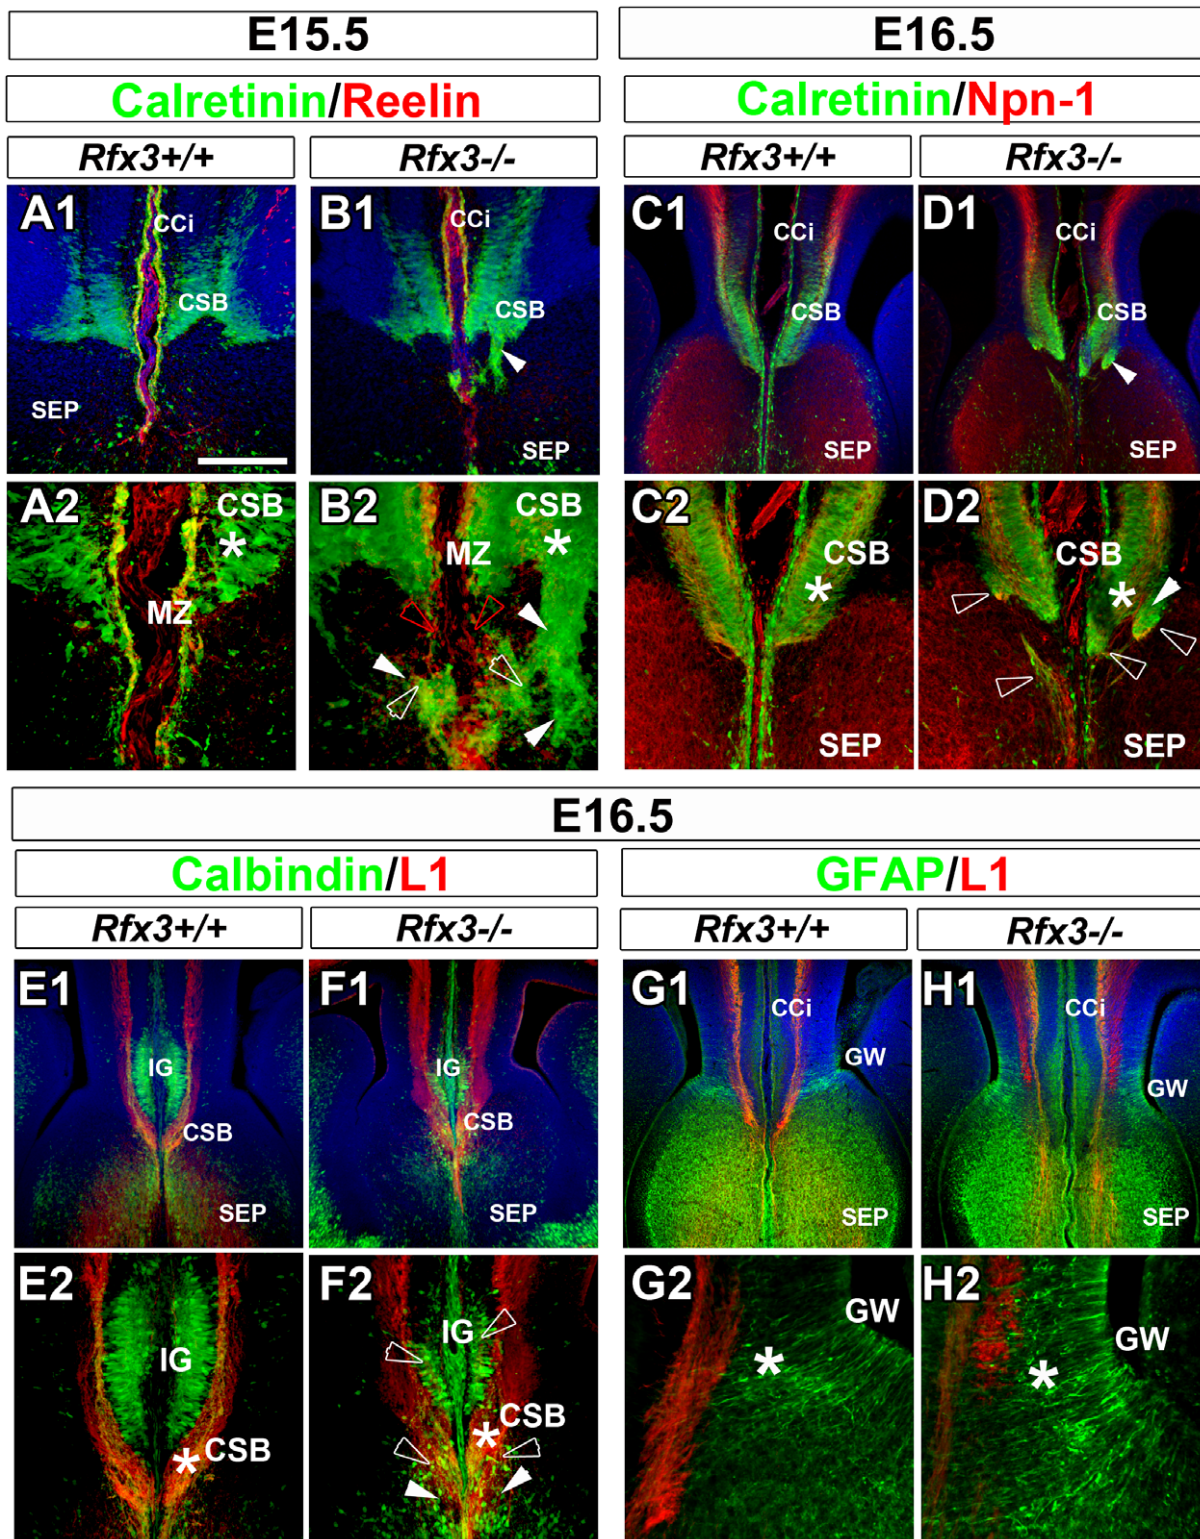 E15.5
E16.5
Calretinin/Reelin
Calretinin/Npn-1
Rfx3+/+
Rfx3-/-
Rfx3+/+
Rfx3-/-
A1
CCi
CSB
SEP
B1
CCi
CSB
SEP
C1
CCi
CSB
SEP
D1
CCi
CSB
SEP
A2
CSB
*
MZ
B2
CSB
*
MZ
C2
CSB
*
SEP
D2
CSB
*
SEP
E16.5
Calbindin/L1
GFAP/L1
Rfx3+/+
Rfx3-/-
Rfx3+/+
Rfx3-/-
E1
IG
CSB
SEP
F1
IG
CSB
SEP
G1
CCi
GW
SEP
H1
CCi
GW
SEP
E2
IG
CSB
*
F2
IG
CSB
*
G2
GW
*
H2
GW
*